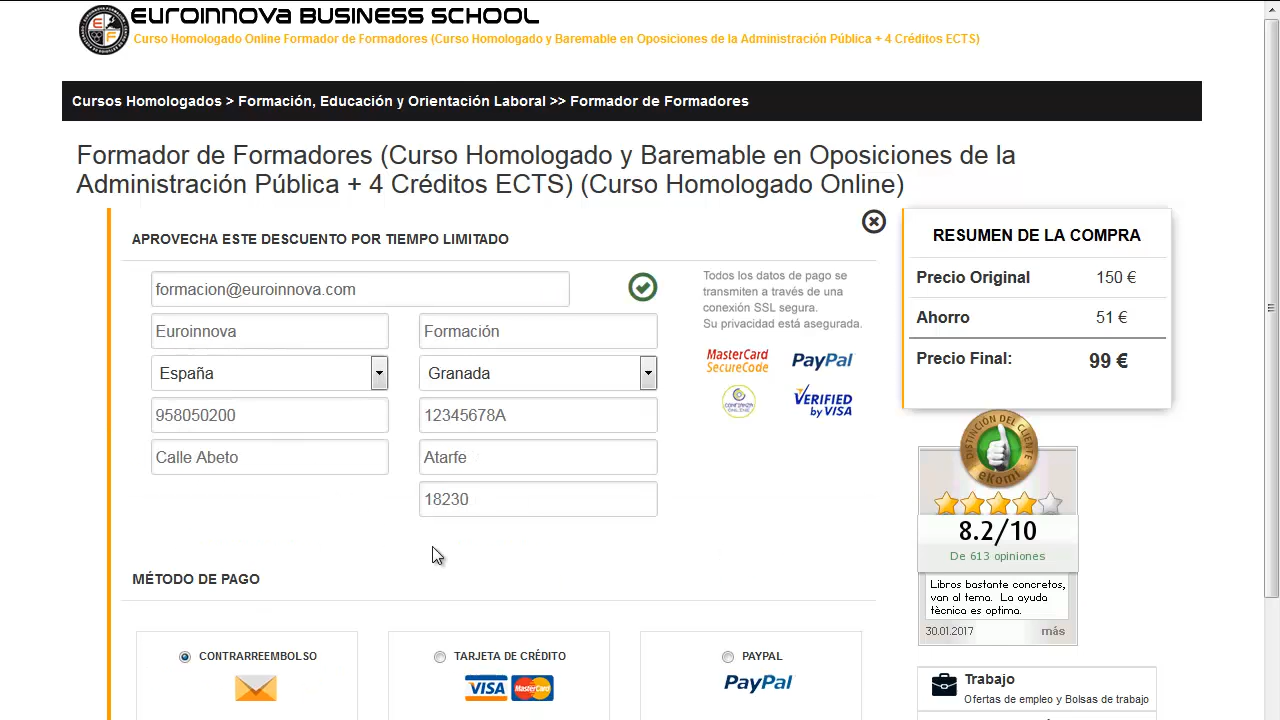 EUROINNOVA BUSINESS SCHOOL
Curso Homologado Online Formador de Formadores (Curso Homologado y Baremable en Oposiciones de la Administración Pública + 4 Créditos ECTS)
Cursos Homologados > Formación, Educación y Orientación Laboral >> Formador de Formadores
Formador de Formadores (Curso Homologado y Baremable en Oposiciones de la
Administración Pública + 4 Créditos ECTS) (Curso Homologado Online)
APROVECHA ESTE DESCUENTO POR TIEMPO LIMITADO
formacion@euroinnova.com
Euroinnova
Formación
España
Granada
958050200
12345678A
Calle Abeto
Atarfe
18230
Todos los datos de pago se
transmiten a través de una
conexión SSL segura.
Su privacidad está asegurada.
MasterCard
SecureCode
PayPal
CONFIANZA
ONLINE
VERIFIED
by VISA
RESUMEN DE LA COMPRA
Precio Original 150 €
Ahorro 51 €
Precio Final: 99 €
DISTINCIÓN DEL CLIENTE
eKomi
8.2/10
De 613 opiniones
Libros bastante concretos,
van al tema. La ayuda
tècnica es optima.
30.01.2017 más
Trabajo
Ofertas de empleo y Bolsas de trabajo
MÉTODO DE PAGO
CONTRARREEMBOLSO
TARJETA DE CRÉDITO
VISA
MasterCard
PAYPAL
PayPal